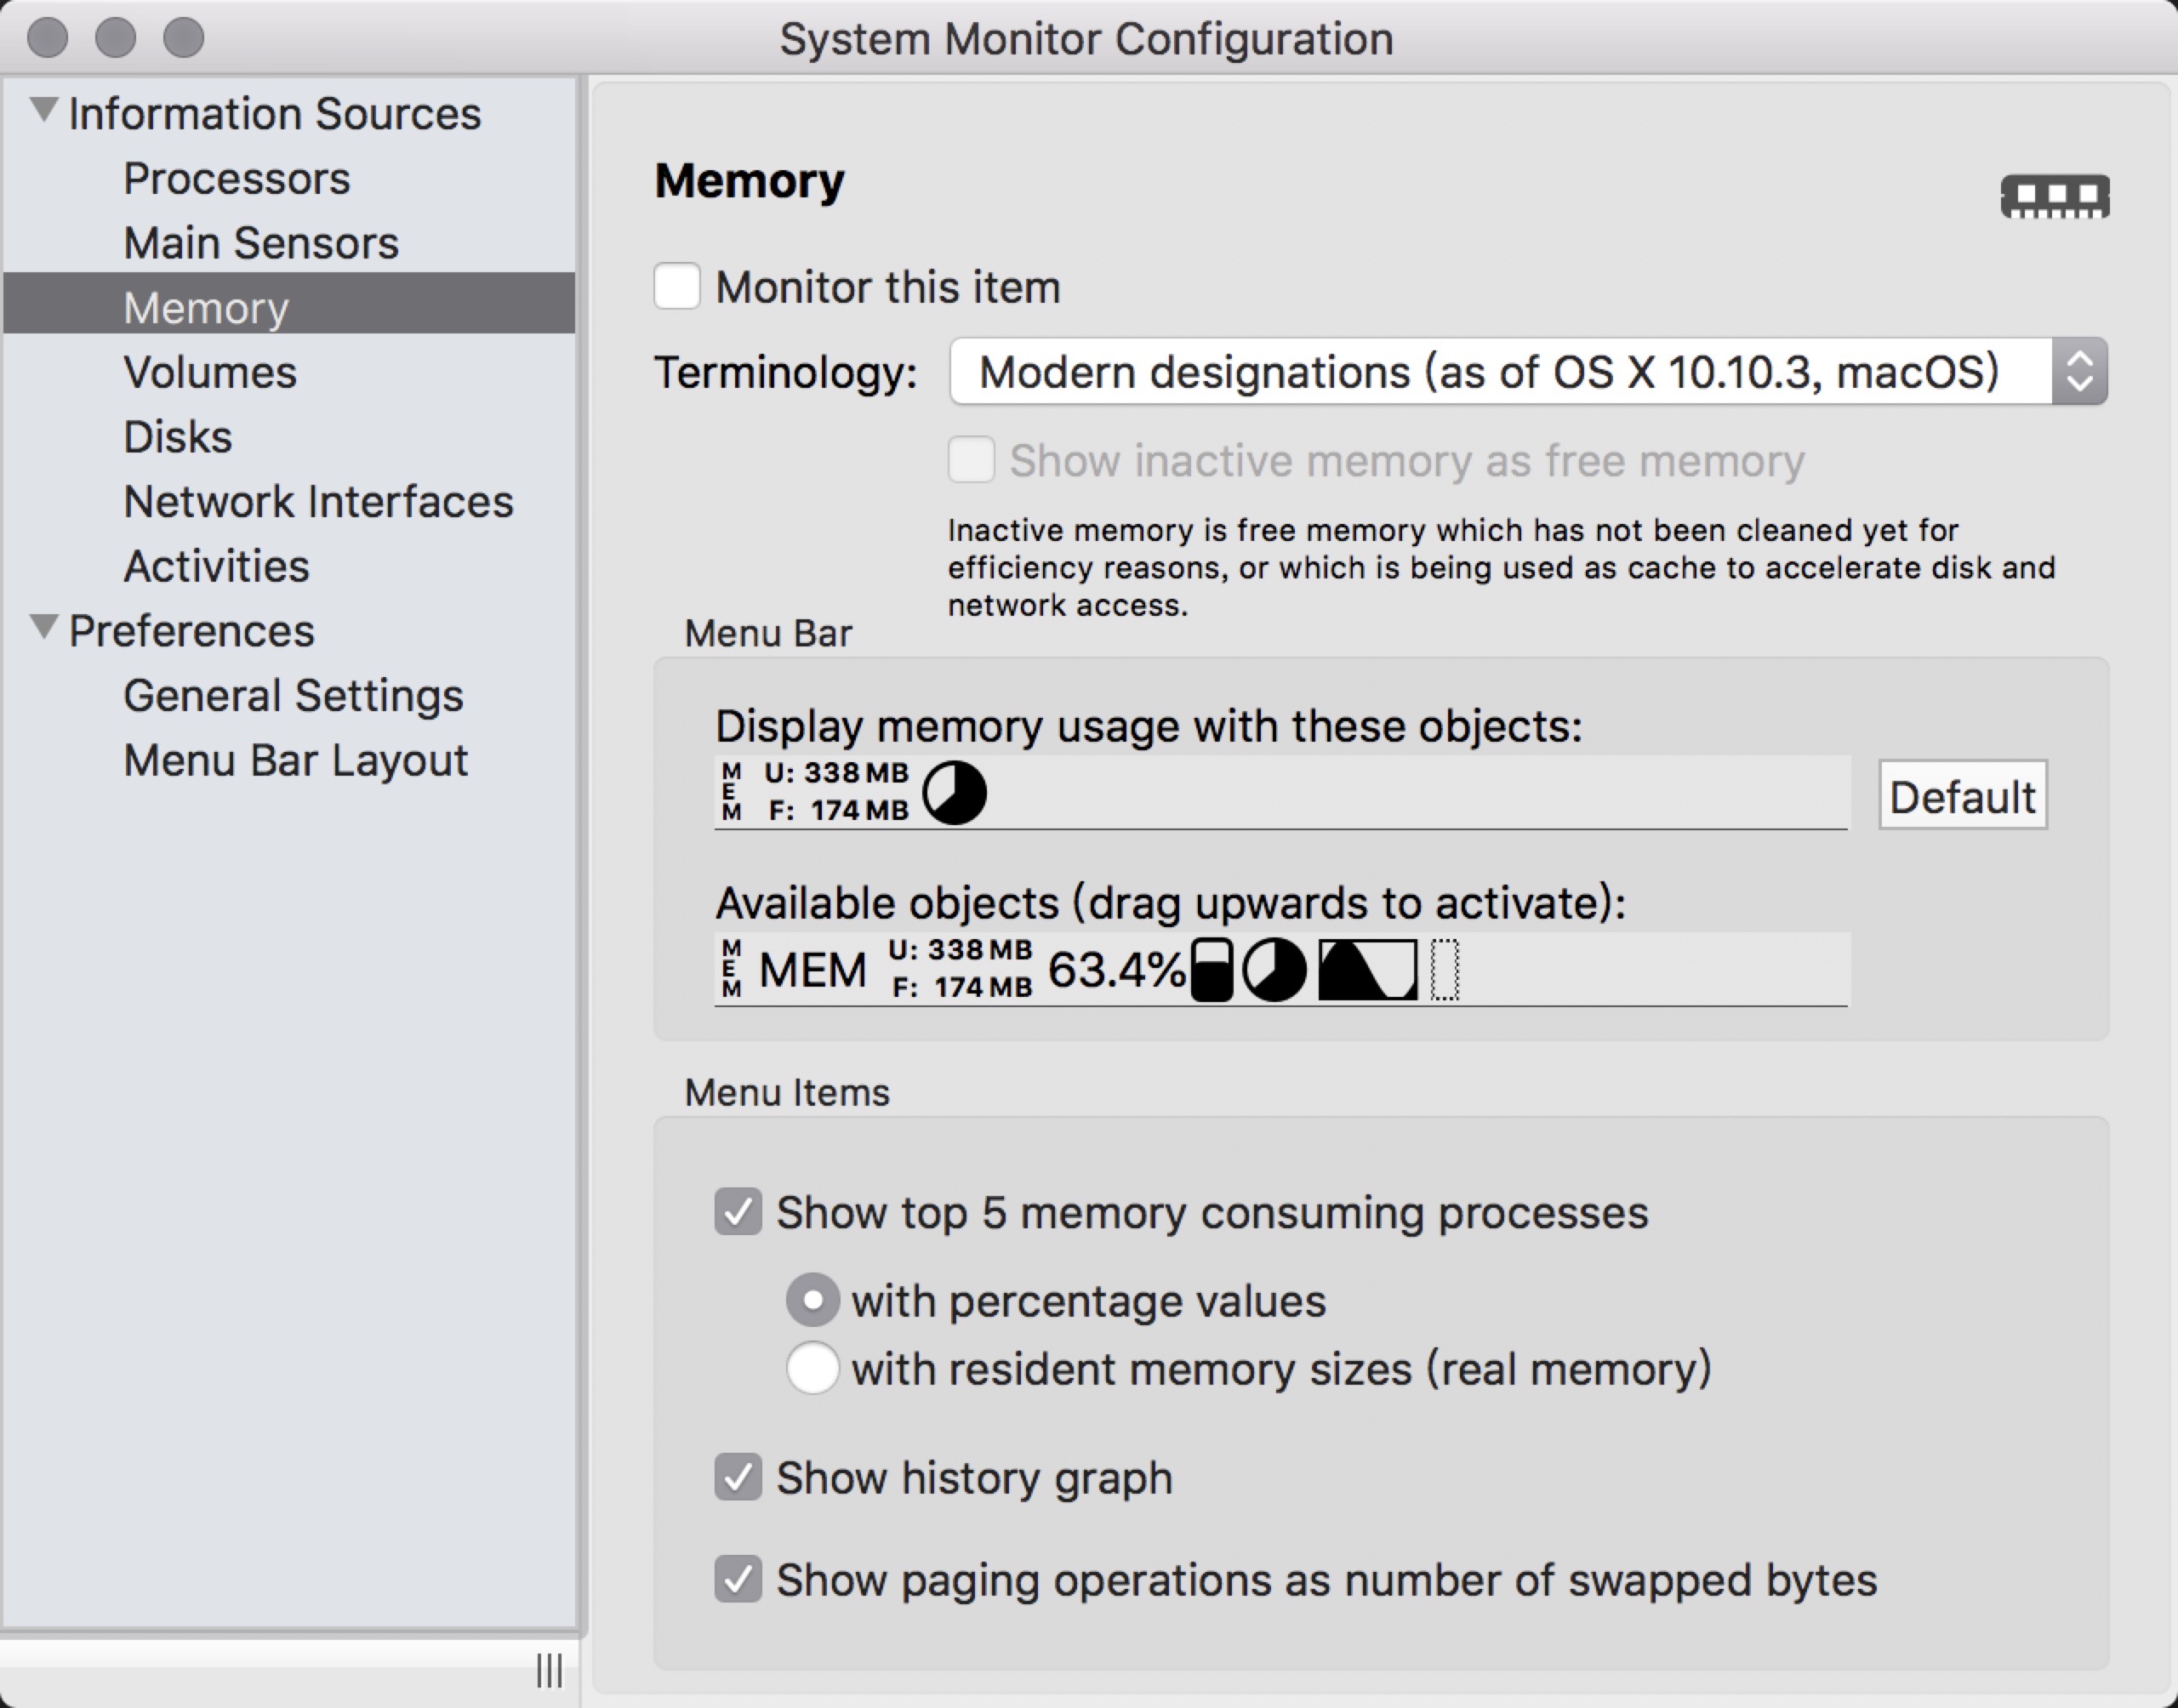 System Monitor Configuration
Information Sources
Processors
Main Sensors
Memory
Volumes
Disks
Network Interfaces
Activities
Preferences
General Settings
Menu Bar Layout
Memory
Monitor this item
Terminology: Modern designations (as of OS X 10.10.3, macOS)
Show inactive memory as free memory
Inactive memory is free memory which has not been cleaned yet for
efficiency reasons, or which is being used as cache to accelerate disk and
network access.
Menu Bar
Display memory usage with these objects:
MEM U: 338 MB
F: 174 MB
Default
Available objects (drag upwards to activate):
MEM MEM U: 338 MB
F: 174 MB
63.4%
Menu Items
Show top 5 memory consuming processes
with percentage values
with resident memory sizes (real memory)
Show history graph
Show paging operations as number of swapped bytes